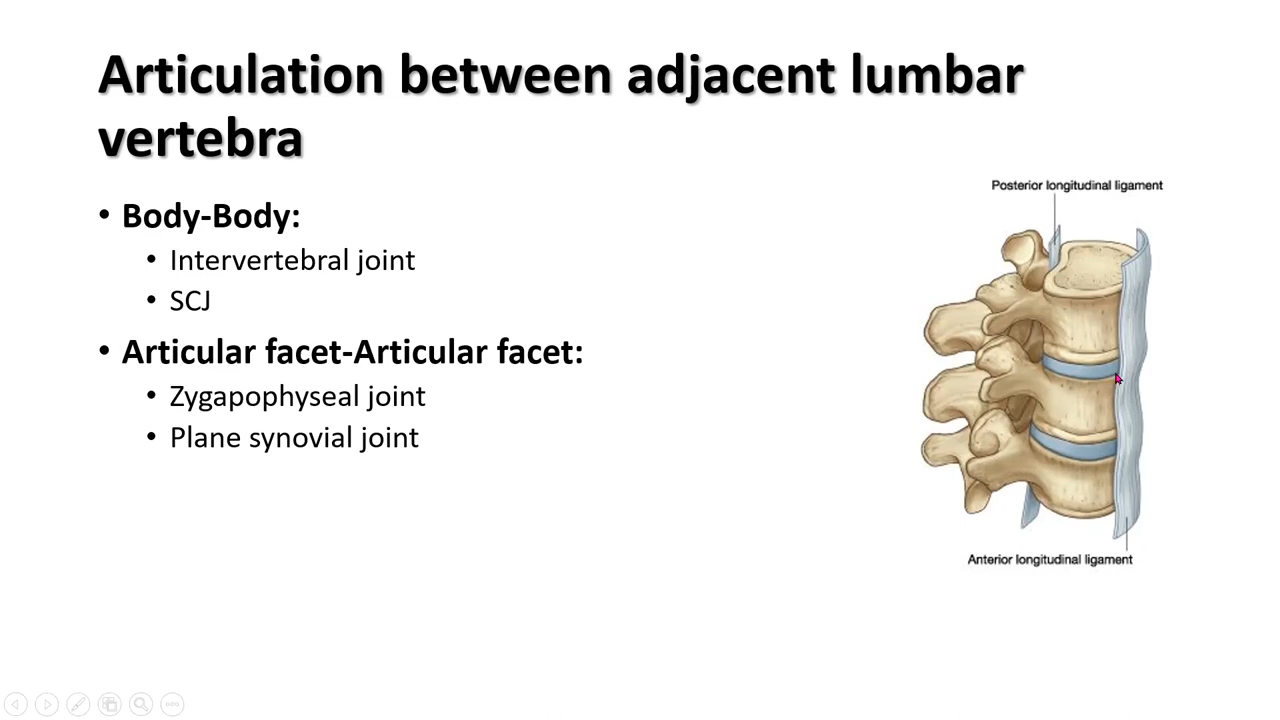 Articulation between adjacent lumbar
vertebra
• Body-Body:
• Intervertebral joint
• SCJ
• Articular facet-Articular facet:
• Zygapophyseal joint
• Plane synovial joint
Posterior longitudinal ligament
Anterior longitudinal ligament